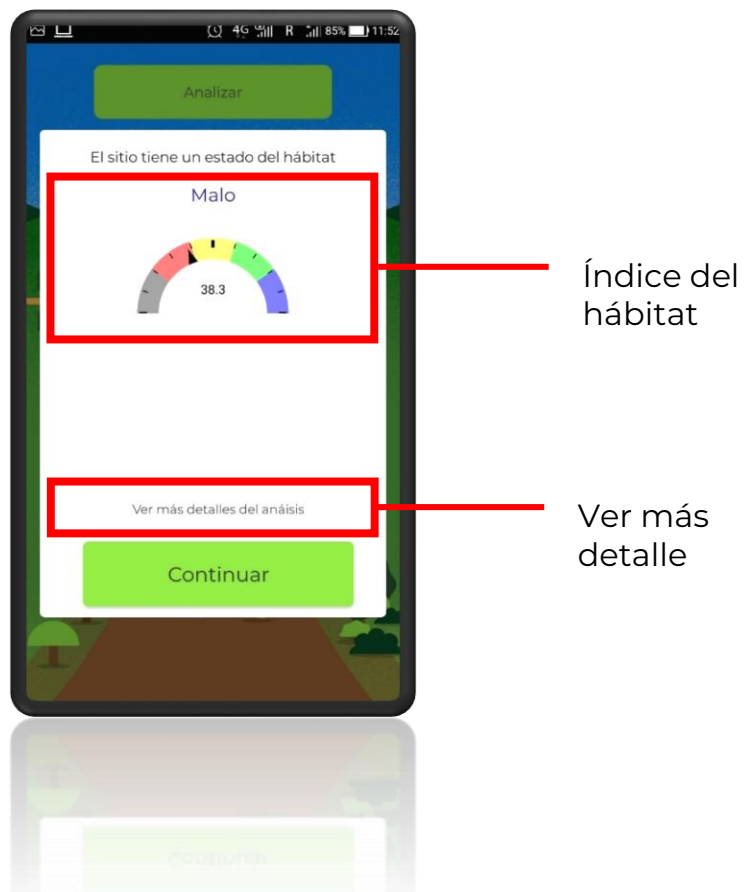 4G R 85% 11:52
Analizar
El sitio tiene un estado del hábitat
Malo
38.3
Índice del
hábitat
Ver más detalles del anáisis
Ver más
detalle
Continuar